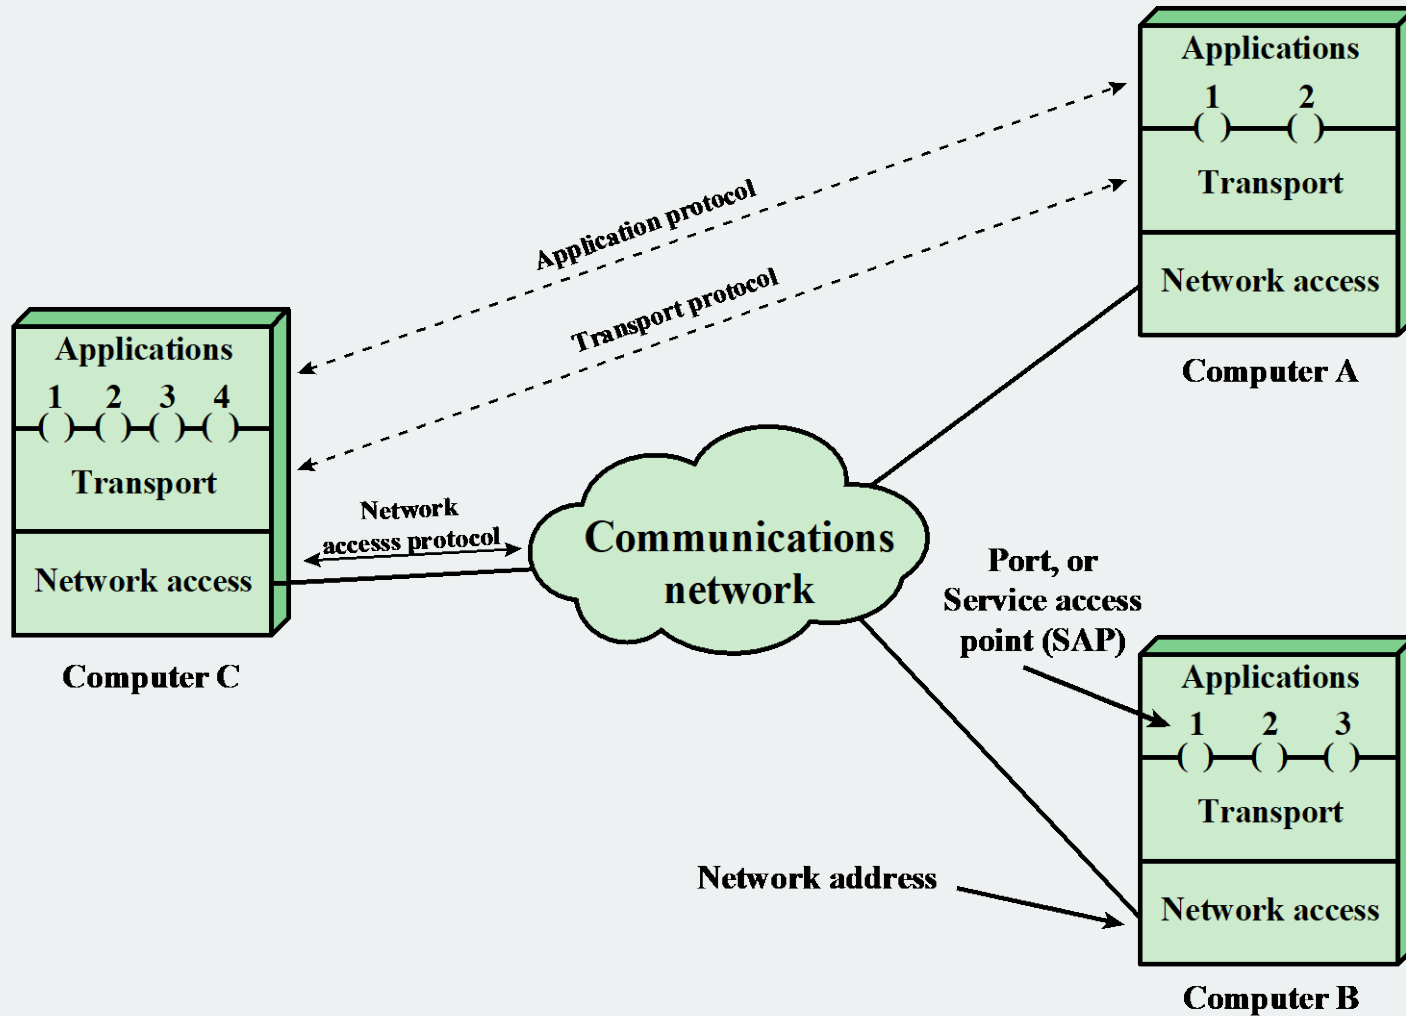 Applications
1 2
Transport
Network access
Computer A
Application protocol
Transport protocol
Applications
1 2 3 4
Transport
Network access
Computer C
Network
accesss protocol
Communications
network
Port, or
Service access
point (SAP)
Applications
1 2 3
Transport
Network access
Computer B
Network address